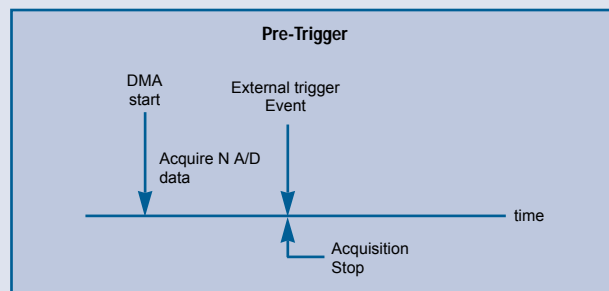 Pre-Trigger
DMA
start
External trigger
Event
Acquire N A/D
data
time
Acquisition
Stop